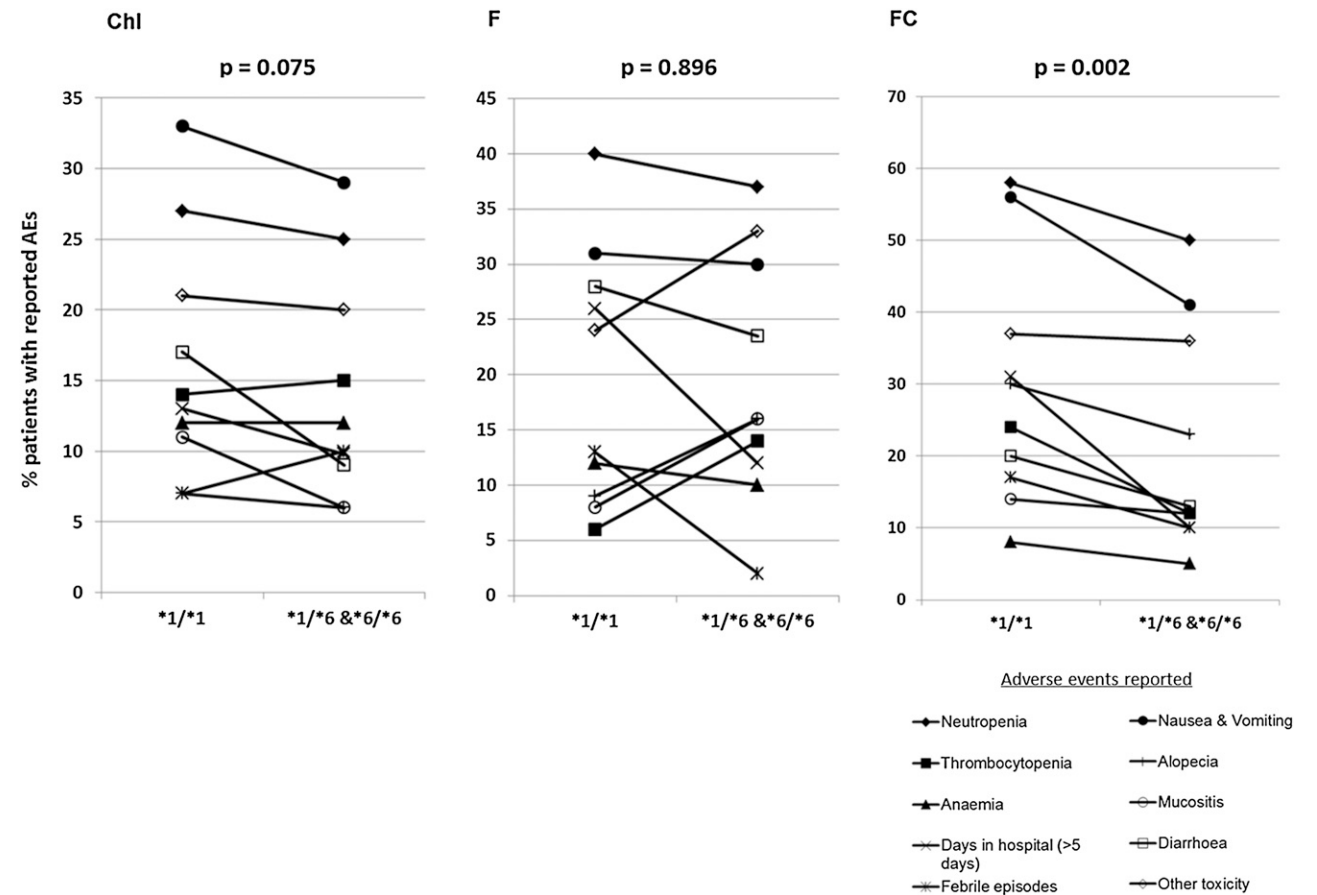 Chl
F
FC
p = 0.075
p = 0.896
p = 0.002
% patients with reported AEs
35
30
25
20
15
10
5
0
*1/*1
*1/*6 &*6/*6
45
40
35
30
25
20
15
10
5
0
*1/*1
*1/*6 &*6/*6
70
60
50
40
30
20
10
0
*1/*1
*1/*6 &*6/*6
Adverse events reported
Neutropenia
Nausea & Vomiting
Thrombocytopenia
Alopecia
Anaemia
Mucositis
Days in hospital (>5
days)
Diarrhoea
Febrile episodes
Other toxicity